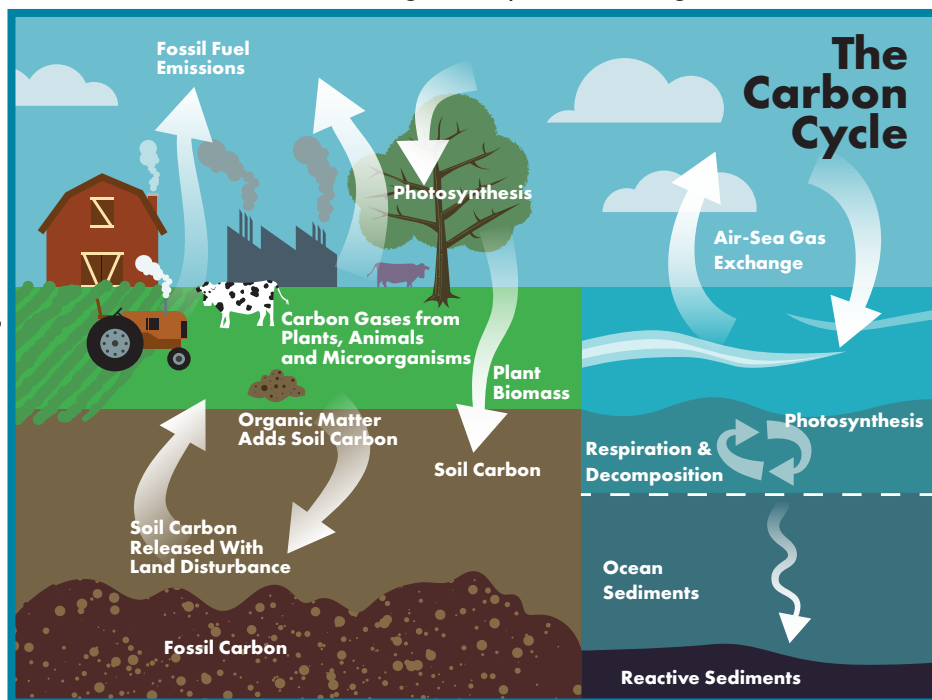 The
Carbon
Cycle
Fossil Fuel
Emissions
Photosynthesis
Air-Sea Gas
Exchange
Carbon Gases from
Plants, Animals
and Microorganisms
Plant
Biomass
Organic Matter
Adds Soil Carbon
Soil Carbon
Photosynthesis
Respiration &
Decomposition
Soil Carbon
Released With
Land Disturbance
Ocean
Sediments
Fossil Carbon
Reactive Sediments